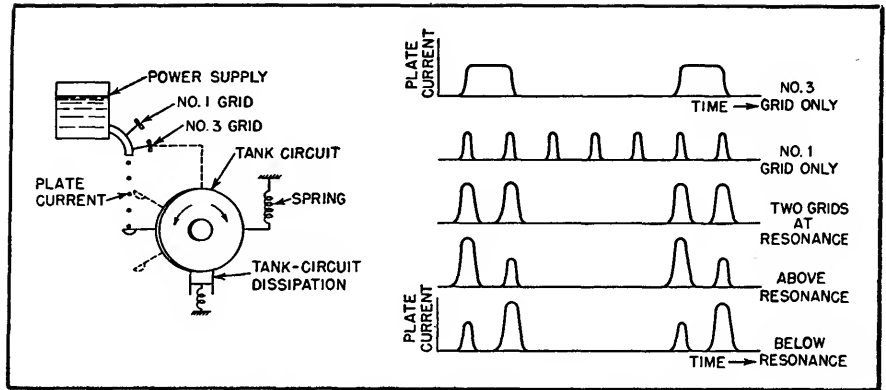 POWER SUPPLY
NO. 1 GRID
NO. 3 GRID
TANK CIRCUIT
PLATE
CURRENT
SPRING
TANK-CIRCUIT
DISSIPATION
PLATE
CURRENT
TIME
NO. 3
GRID ONLY
NO. 1
GRID ONLY
TWO GRIDS
AT
RESONANCE
ABOVE
RESONANCE
PLATE
CURRENT
TIME
BELOW
RESONANCE